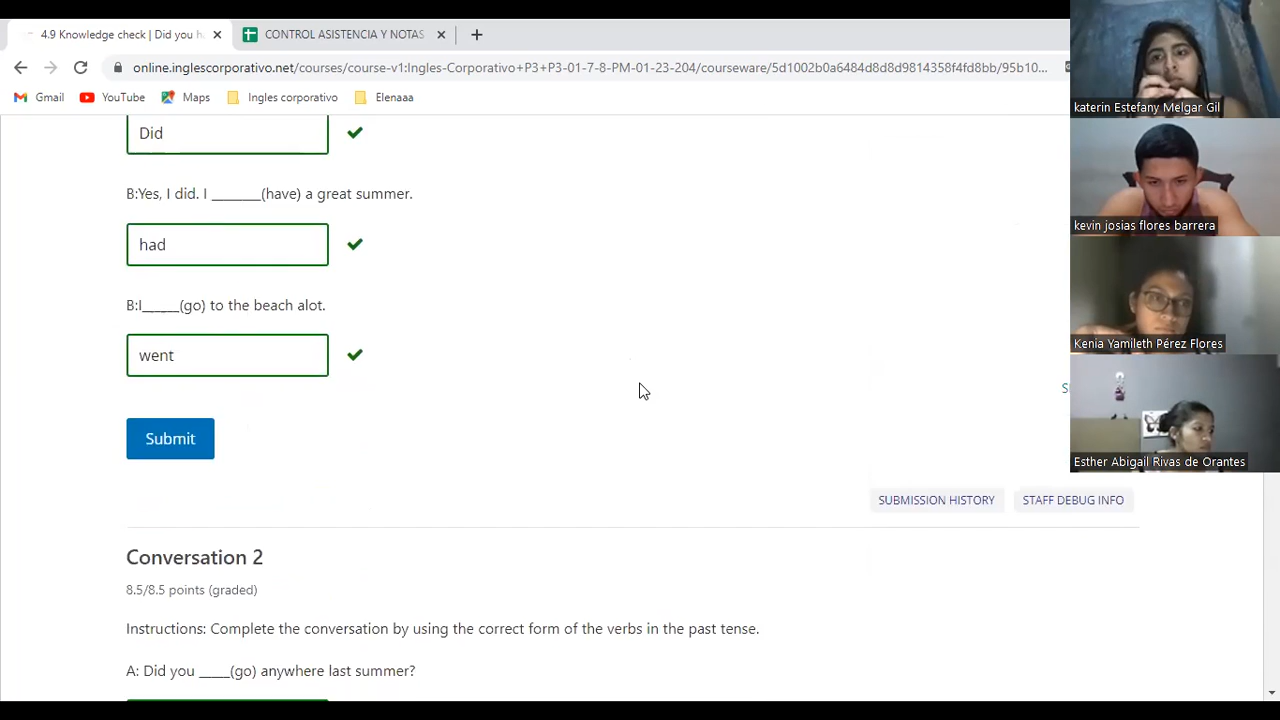 4.9 Knowledge check | Did you h
CONTROL ASISTENCIA Y NOTAS
online.inglescorporativo.net/courses/course-v1:Ingles-Corporativo+P3+P3-01-7-8-PM-01-23-204/courseware/5d1002b0a6484d8d8d9814358f4fd8bb/95b10...
Gmail YouTube Maps Ingles corporativo Elenaaa
Did
B:Yes, I did. I _______(have) a great summer.
had
B:I______(go) to the beach alot.
went
Submit
SUBMISSION HISTORY STAFF DEBUG INFO
Conversation 2
8.5/8.5 points (graded)
Instructions: Complete the conversation by using the correct form of the verbs in the past tense.
A: Did you _____(go) anywhere last summer?
katerin Estefany Melgar Gil
kevin josias flores barrera
Kenia Yamileth Pérez Flores
Esther Abigail Rivas de Orantes